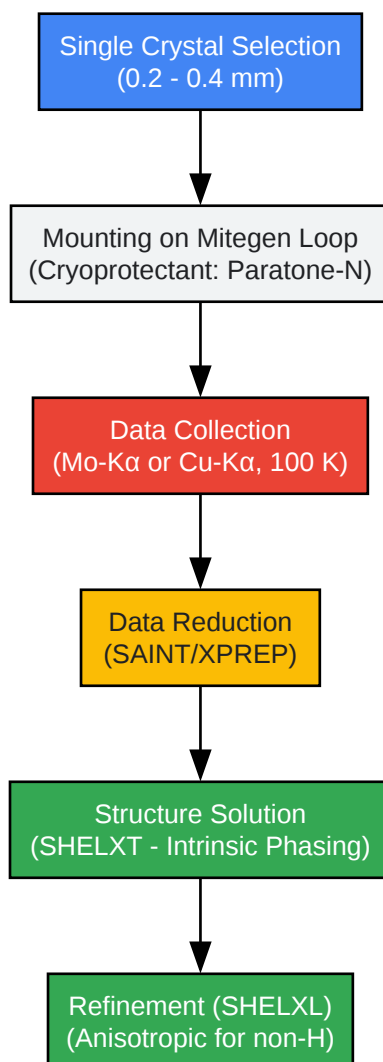 Single Crystal Selection
(0.2 - 0.4 mm)
Mounting on Mitegen Loop
(Cryoprotectant: Paratone-N)
Data Collection
(Mo-Kα or Cu-Kα, 100 K)
Data Reduction
(SAINT/XPREP)
Structure Solution
(SHELXT - Intrinsic Phasing)
Refinement (SHELXL)
(Anisotropic for non-H)